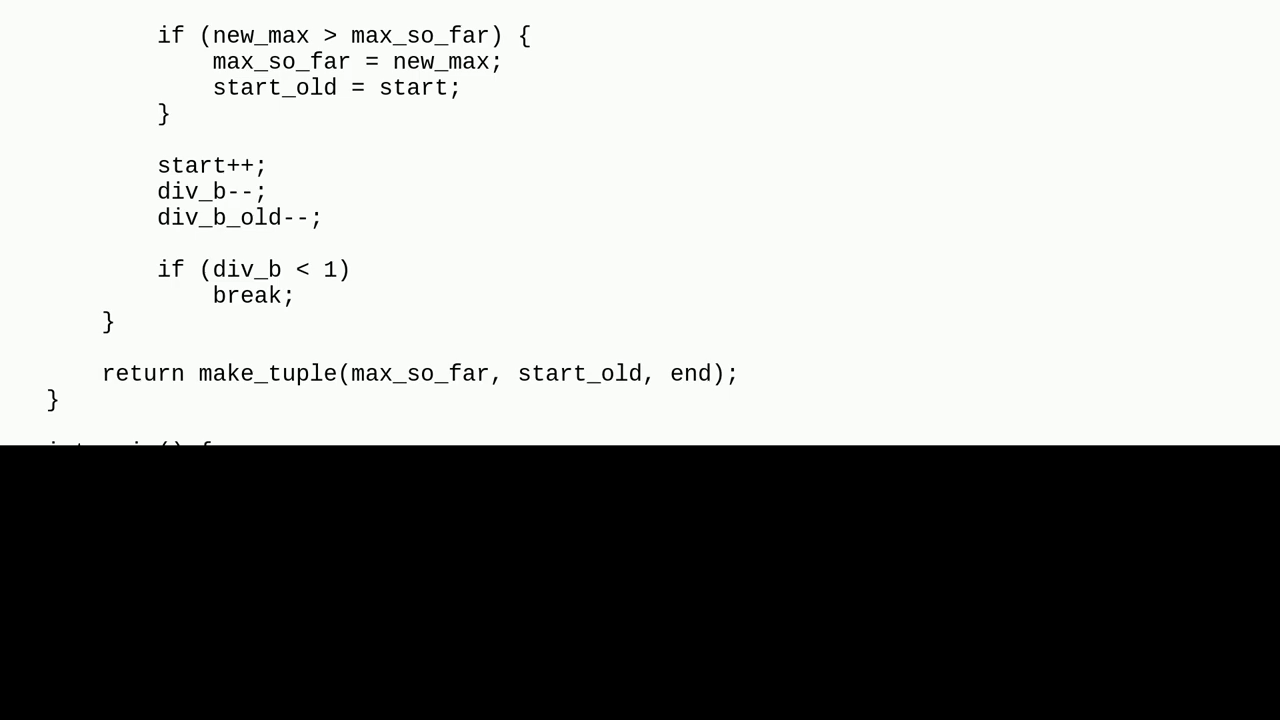 if (new_max > max_so_far) {
max_so_far = new_max;
start_old = start;
}
start++;
div_b--;
div_b_old--;
if (div_b < 1)
break;
}
return make_tuple(max_so_far, start_old, end);
}